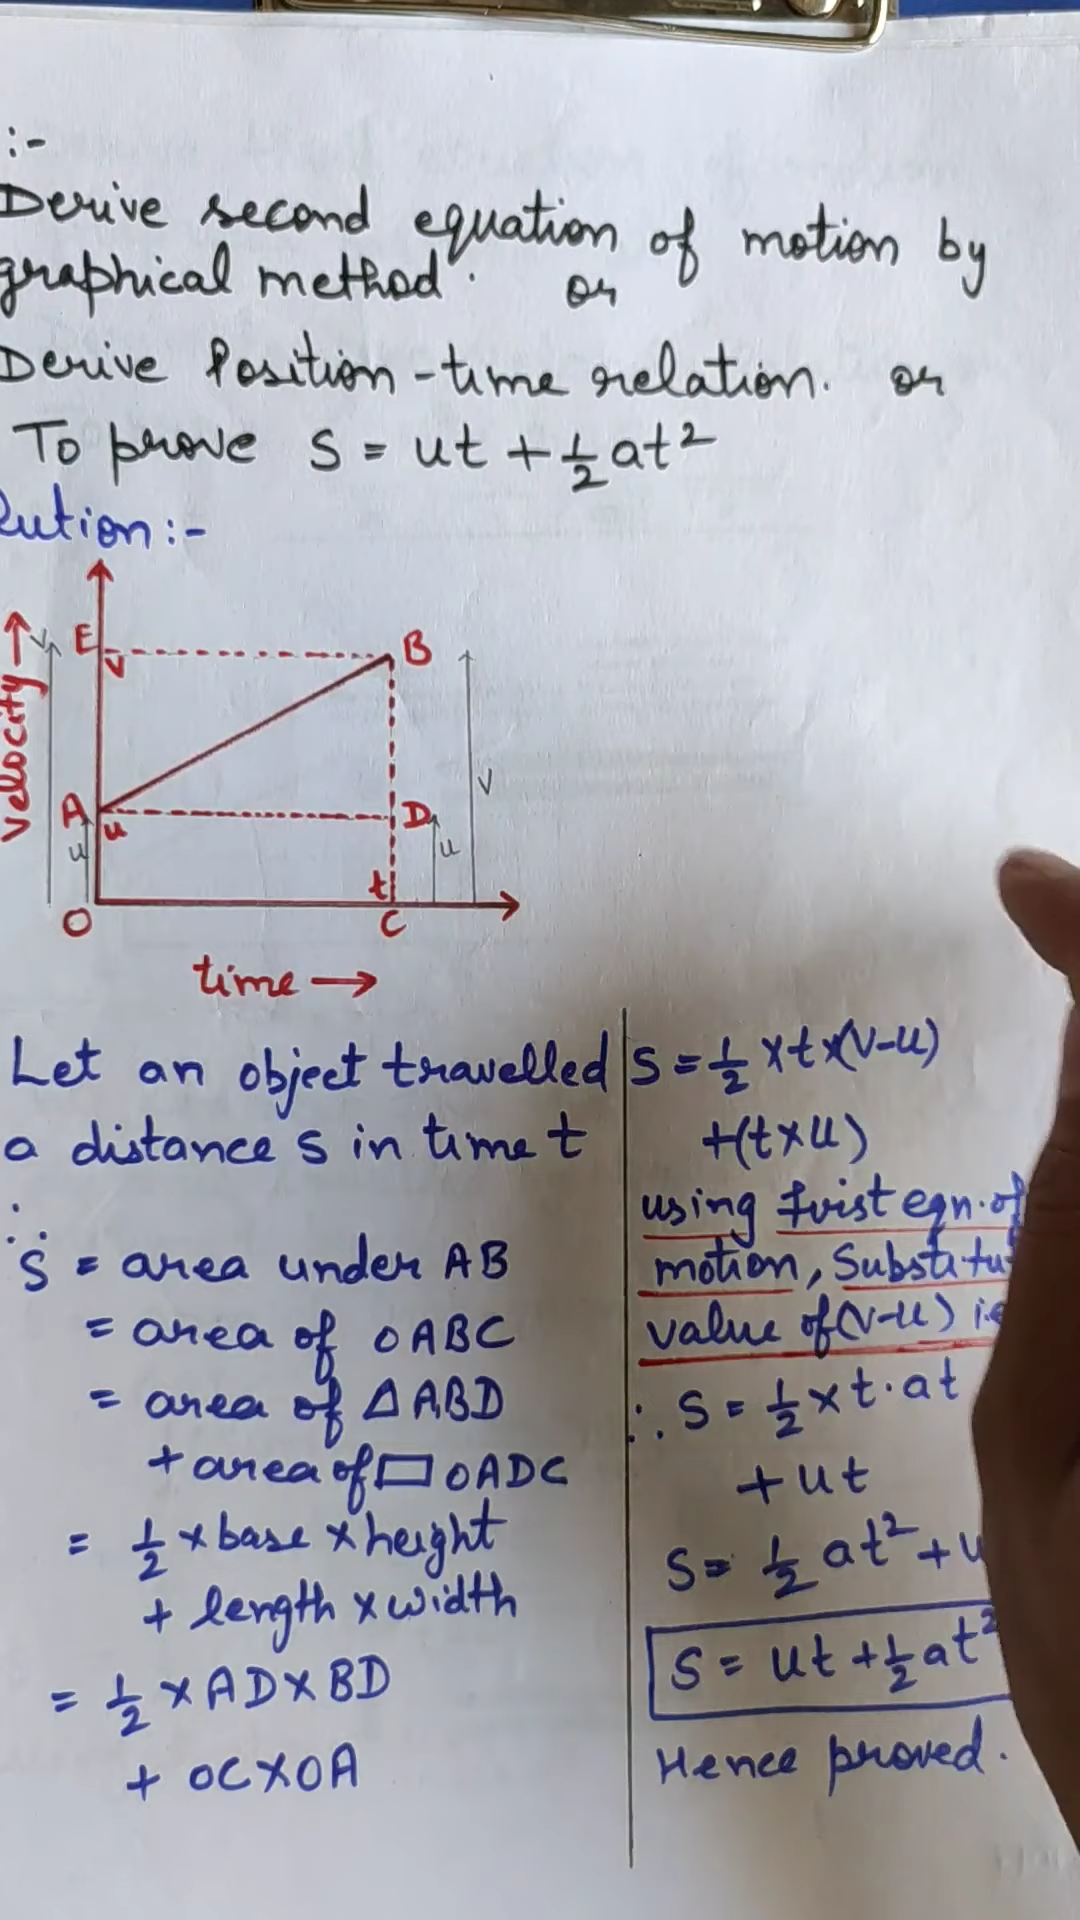 :-
Derive second equation of motion by
graphical method. or
Derive Position-time relation. or
To prove S = ut + 1/2 at²
lution:-
E
V
B
V
velocity →
A
u
D
u
u
V
t
O
C
time →
Let an object travelled
a distance s in time t
∴
S = area under AB
= area of OABC
= area of △ABD
+ area of ▭ OADC
= 1/2 × base × height
+ length × width
= 1/2 × AD × BD
+ OC × OA
S = 1/2 × t × (v-u)
+(t×u)
using first eqn. of
motion, Substitu
value of (v-u) i.e
∴ S = 1/2 × t . at
+ ut
S = 1/2 at² + u
S = ut + 1/2 at²
Hence proved.